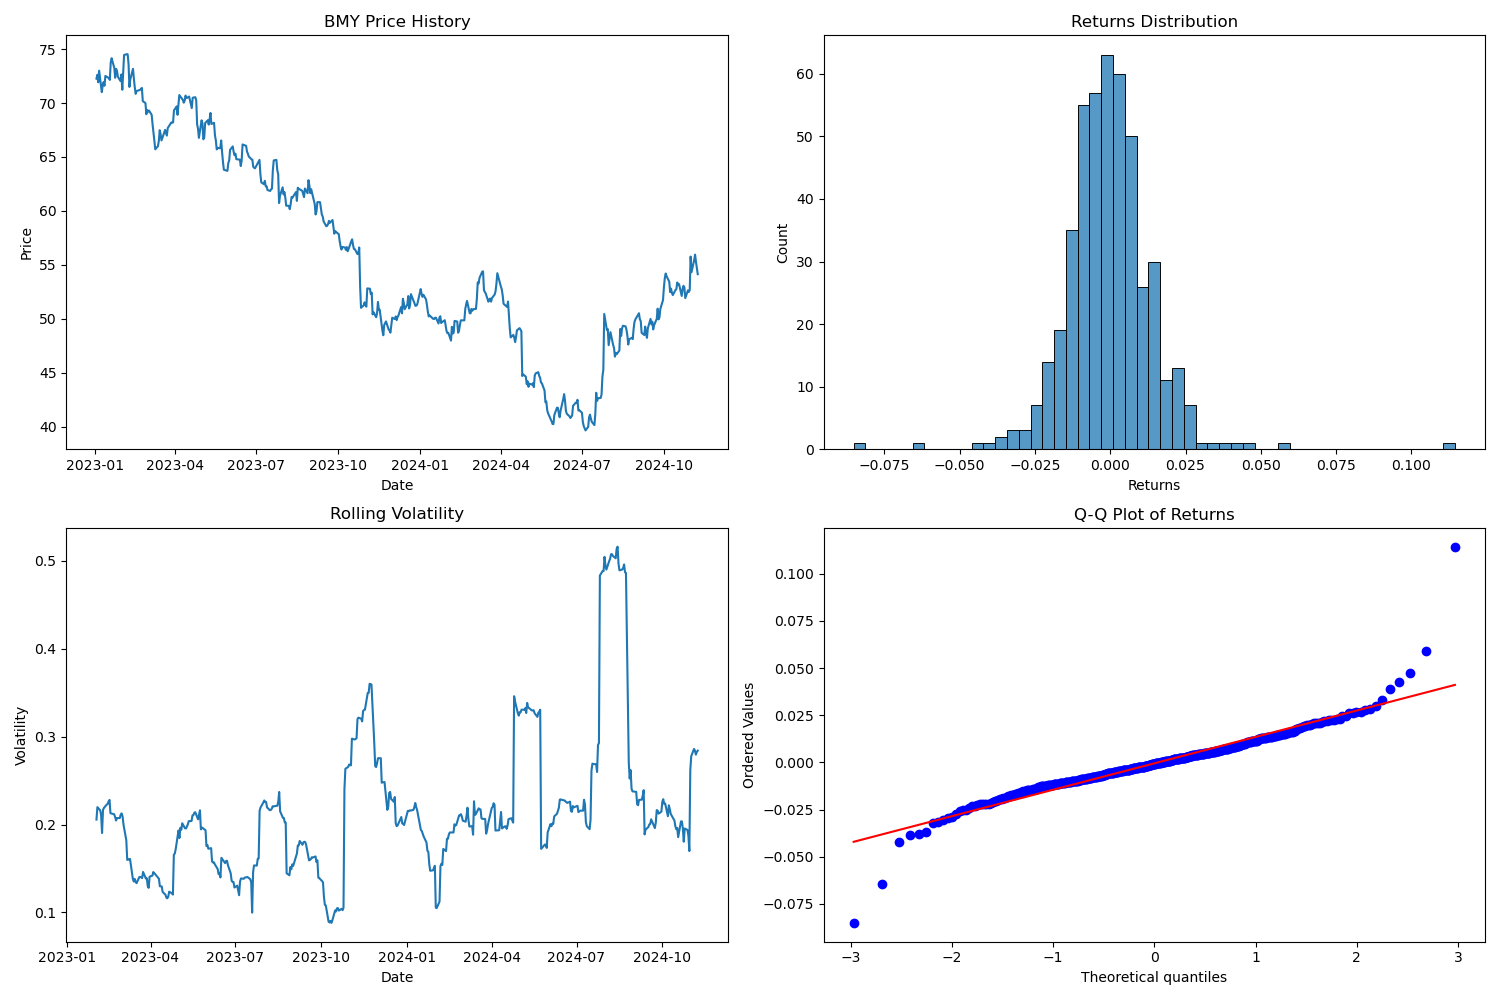 BMY Price History
75
70
65
60
55
50
45
40
Price
2023-01 2023-04 2023-07 2023-10 2024-01 2024-04 2024-07 2024-10
Date
Returns Distribution
60
50
40
30
20
10
0
Count
−0.075 −0.050 −0.025 0.000 0.025 0.050 0.075 0.100
Returns
Rolling Volatility
0.5
0.4
0.3
0.2
0.1
Volatility
2023-01 2023-04 2023-07 2023-10 2024-01 2024-04 2024-07 2024-10
Date
Q-Q Plot of Returns
0.100
0.075
0.050
0.025
0.000
−0.025
−0.050
−0.075
Ordered Values
−3 −2 −1 0 1 2 3
Theoretical quantiles